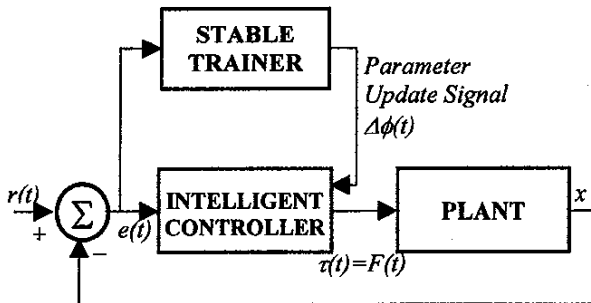 STABLE
TRAINER
Parameter
Update Signal
Δϕ(t)
r(t)
+
Σ
−
e(t)
INTELLIGENT
CONTROLLER
τ(t)=F(t)
PLANT
x